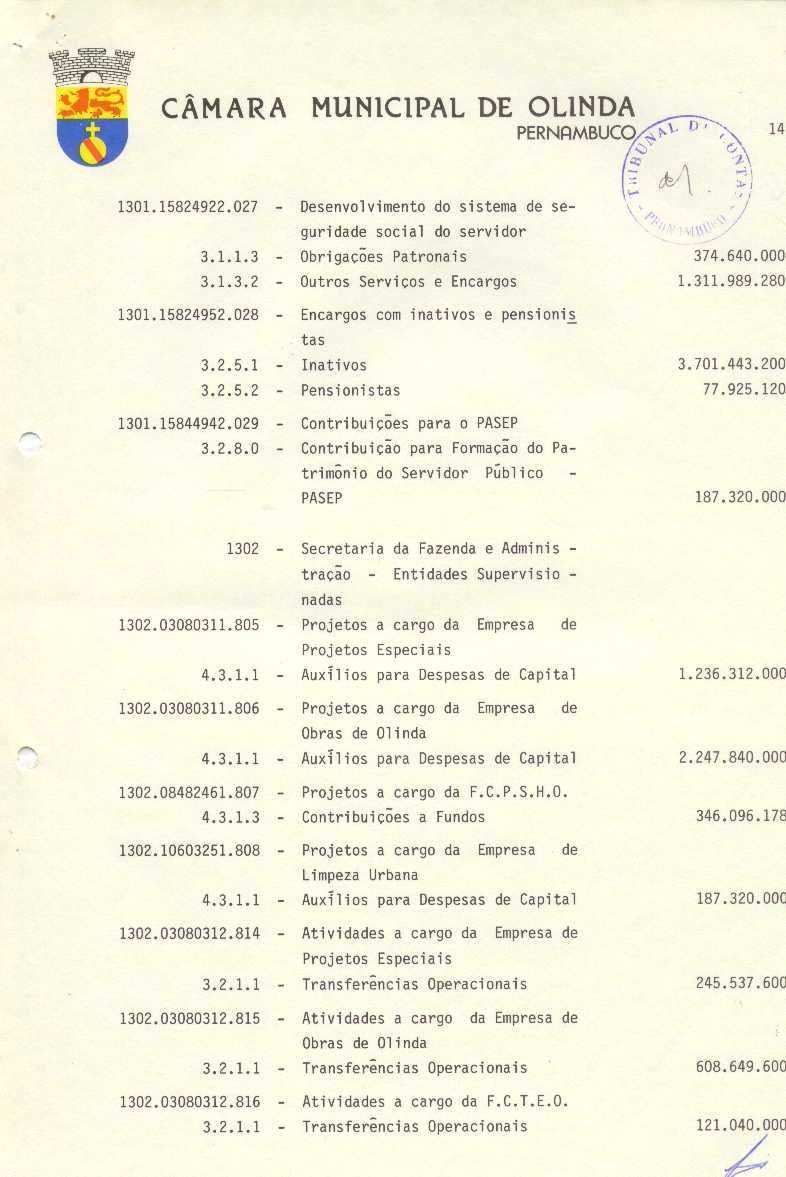 CÂMARA MUNICIPAL DE OLINDA
PERNAMBUCO
14
TRIBUNAL DE CONTAS
- PERNAMBUCO -
1301.15824922.027 - Desenvolvimento do sistema de se-
guridade social do servidor
3.1.1.3 - Obrigações Patronais 374.640.000
3.1.3.2 - Outros Serviços e Encargos 1.311.989.280
1301.15824952.028 - Encargos com inativos e pensionis
tas
3.2.5.1 - Inativos 3.701.443.200
3.2.5.2 - Pensionistas 77.925.120
1301.15844942.029 - Contribuições para o PASEP
3.2.8.0 - Contribuição para Formação do Pa-
trimônio do Servidor Público -
PASEP 187.320.000
1302 - Secretaria da Fazenda e Adminis -
tração - Entidades Supervisio -
nadas
1302.03080311.805 - Projetos a cargo da Empresa de
Projetos Especiais
4.3.1.1 - Auxílios para Despesas de Capital 1.236.312.000
1302.03080311.806 - Projetos a cargo da Empresa de
Obras de Olinda
4.3.1.1 - Auxílios para Despesas de Capital 2.247.840.000
1302.08482461.807 - Projetos a cargo da F.C.P.S.H.O.
4.3.1.3 - Contribuições a Fundos 346.096.178
1302.10603251.808 - Projetos a cargo da Empresa de
Limpeza Urbana
4.3.1.1 - Auxílios para Despesas de Capital 187.320.000
1302.03080312.814 - Atividades a cargo da Empresa de
Projetos Especiais
3.2.1.1 - Transferências Operacionais 245.537.600
1302.03080312.815 - Atividades a cargo da Empresa de
Obras de Olinda
3.2.1.1 - Transferências Operacionais 608.649.600
1302.03080312.816 - Atividades a cargo da F.C.T.E.O.
3.2.1.1 - Transferências Operacionais 121.040.000